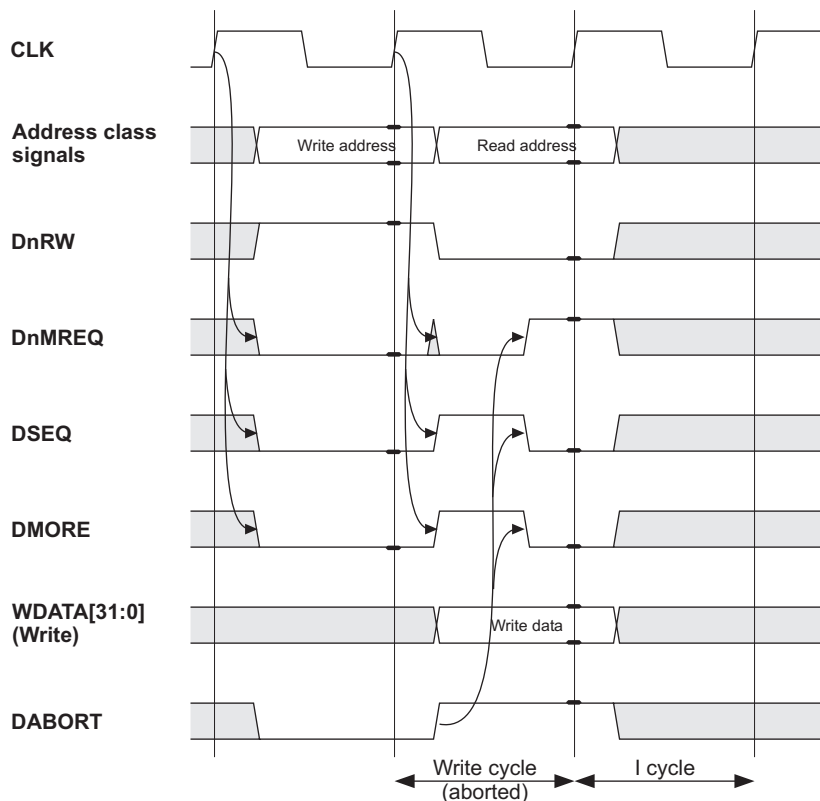 CLK
Address class
signals
Write address
Read address
DnRW
DnMREQ
DSEQ
DMORE
WDATA[31:0]
(Write)
Write data
DABORT
Write cycle
(aborted)
I cycle